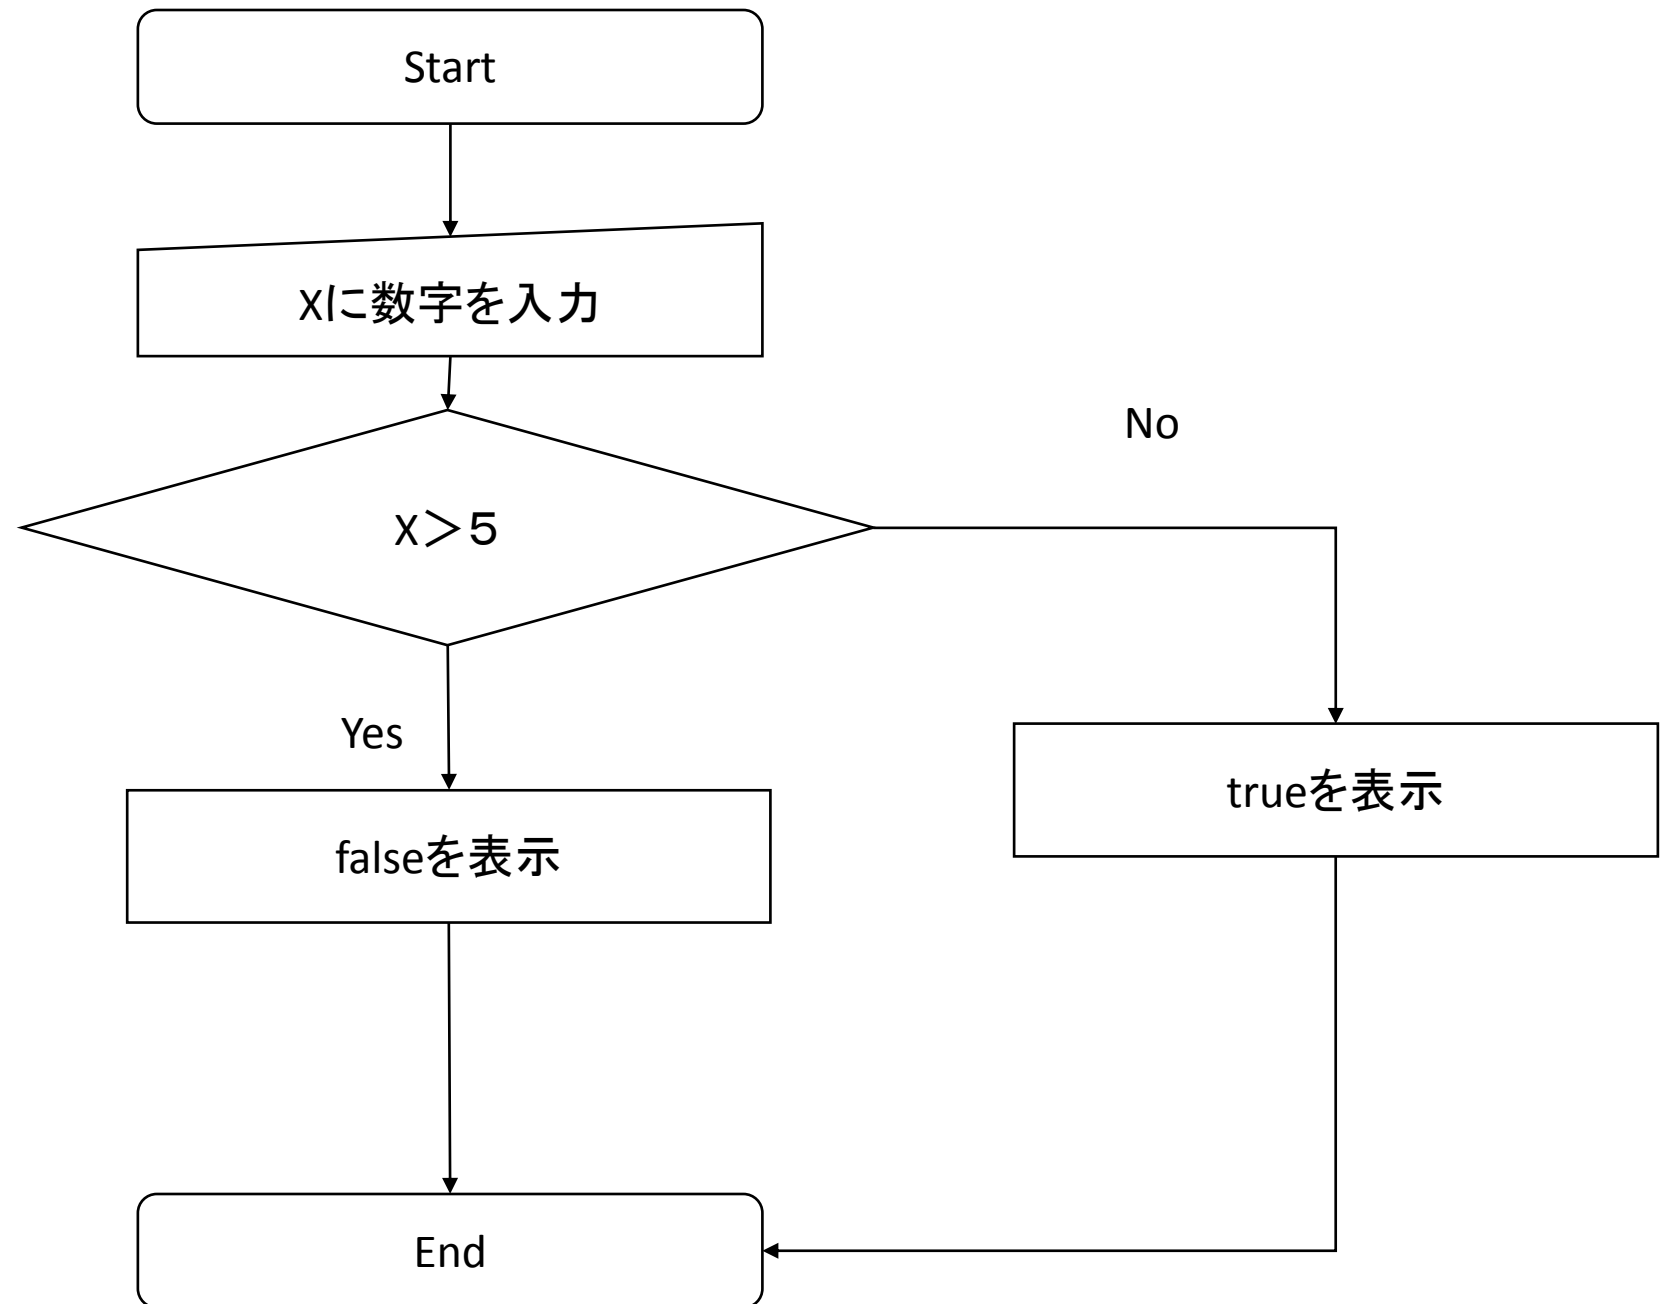 Start
Xに数字を入力
No
X＞５
Yes
trueを表示
falseを表示
End